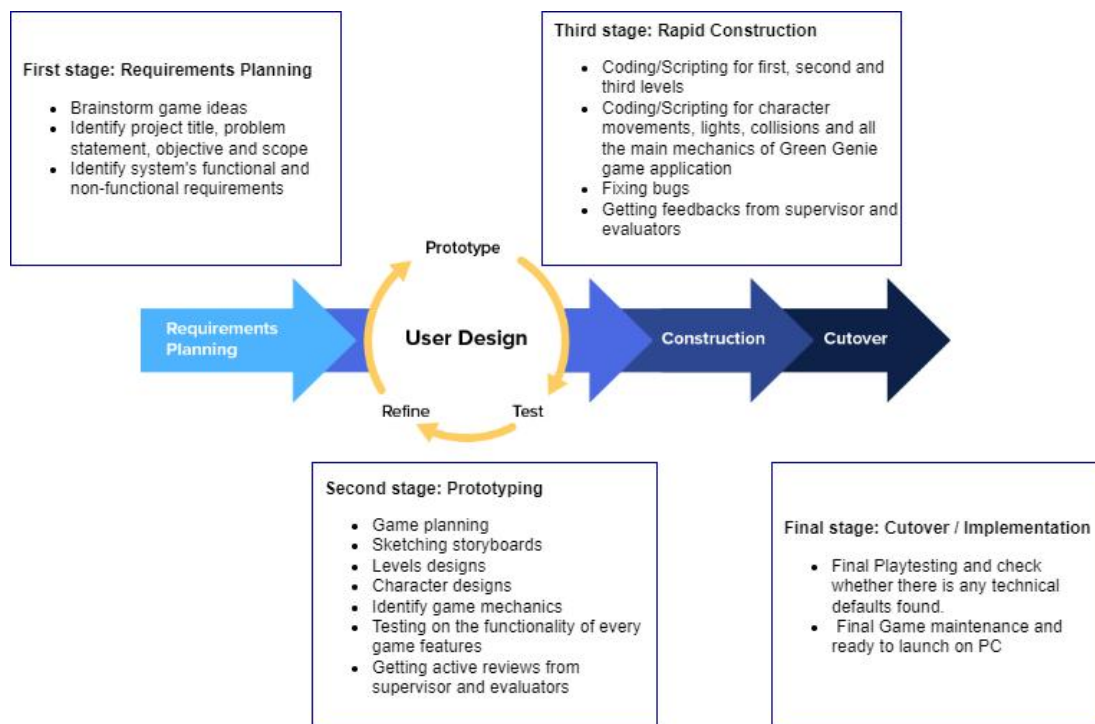 First stage: Requirements Planning
• Brainstorm game ideas
• Identify project title, problem
statement, objective and scope
• Identify system's functional and
non-functional requirements
Third stage: Rapid Construction
• Coding/Scripting for first, second and
third levels
• Coding/Scripting for character
movements, lights, collisions and all
the main mechanics of Green Genie
game application
• Fixing bugs
• Getting feedbacks from supervisor and
evaluators
Prototype
Requirements
Planning
User Design
Construction
Cutover
Refine
Test
Second stage: Prototyping
• Game planning
• Sketching storyboards
• Levels designs
• Character designs
• Identify game mechanics
• Testing on the functionality of every
game features
• Getting active reviews from
supervisor and evaluators
Final stage: Cutover / Implementation
• Final Playtesting and check
whether there is any technical
defaults found.
• Final Game maintenance and
ready to launch on PC